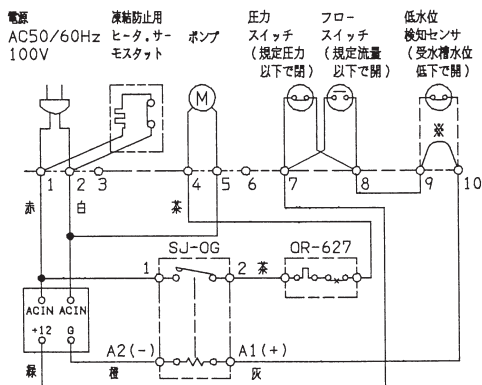 電源
AC50/60Hz
100V
凍結防止用
ヒータ,サー
モスタット
ポンプ
圧力
スイッチ
(規定圧力
以下で閉)
フロー
スイッチ
(規定流量
以下で開)
低水位
検知センサ
(受水槽水位
低下で開)
M
※
1 2 3 4 5 6 7 8 9 10
赤 白 茶
SJ-OG
OR-627
1 2 茶
ACIN ACIN
+12 G
A2(-) A1(+)
緑 橙 灰